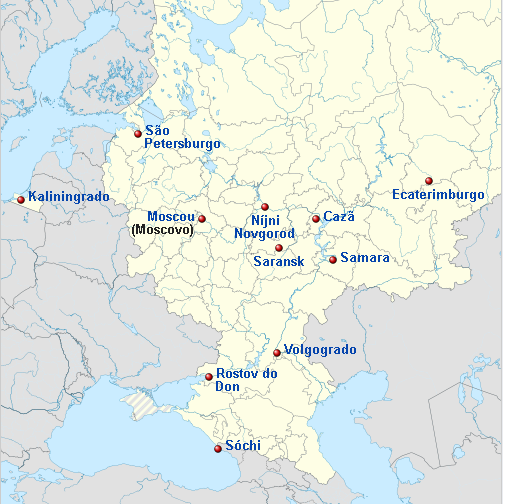 São
Petersburgo
Kaliningrado
Ecaterimburgo
Moscou
(Moscovo)
Níjni
Novgorod
Cazã
Saransk
Samara
Volgogrado
Rostov do
Don
Sóchi